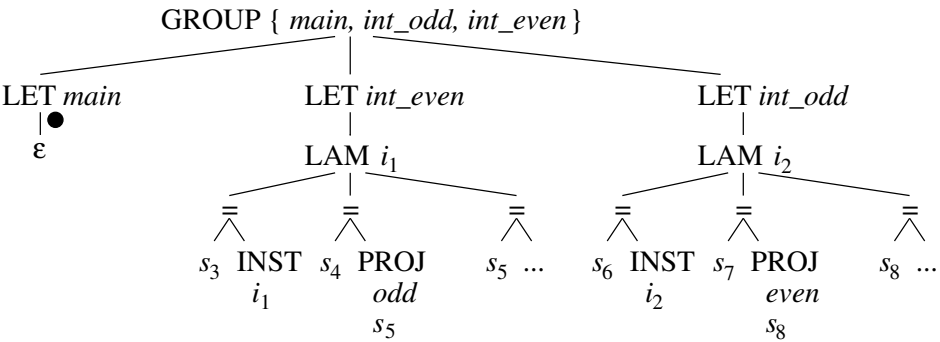 GROUP { main, int_odd, int_even }
LET main LET int_even LET int_odd
ε LAM i₁ LAM i₂
= = = = = =
s₃ INST s₄ PROJ s₅ ... s₆ INST s₇ PROJ s₈ ...
i₁ odd i₂ even
s₅ s₈